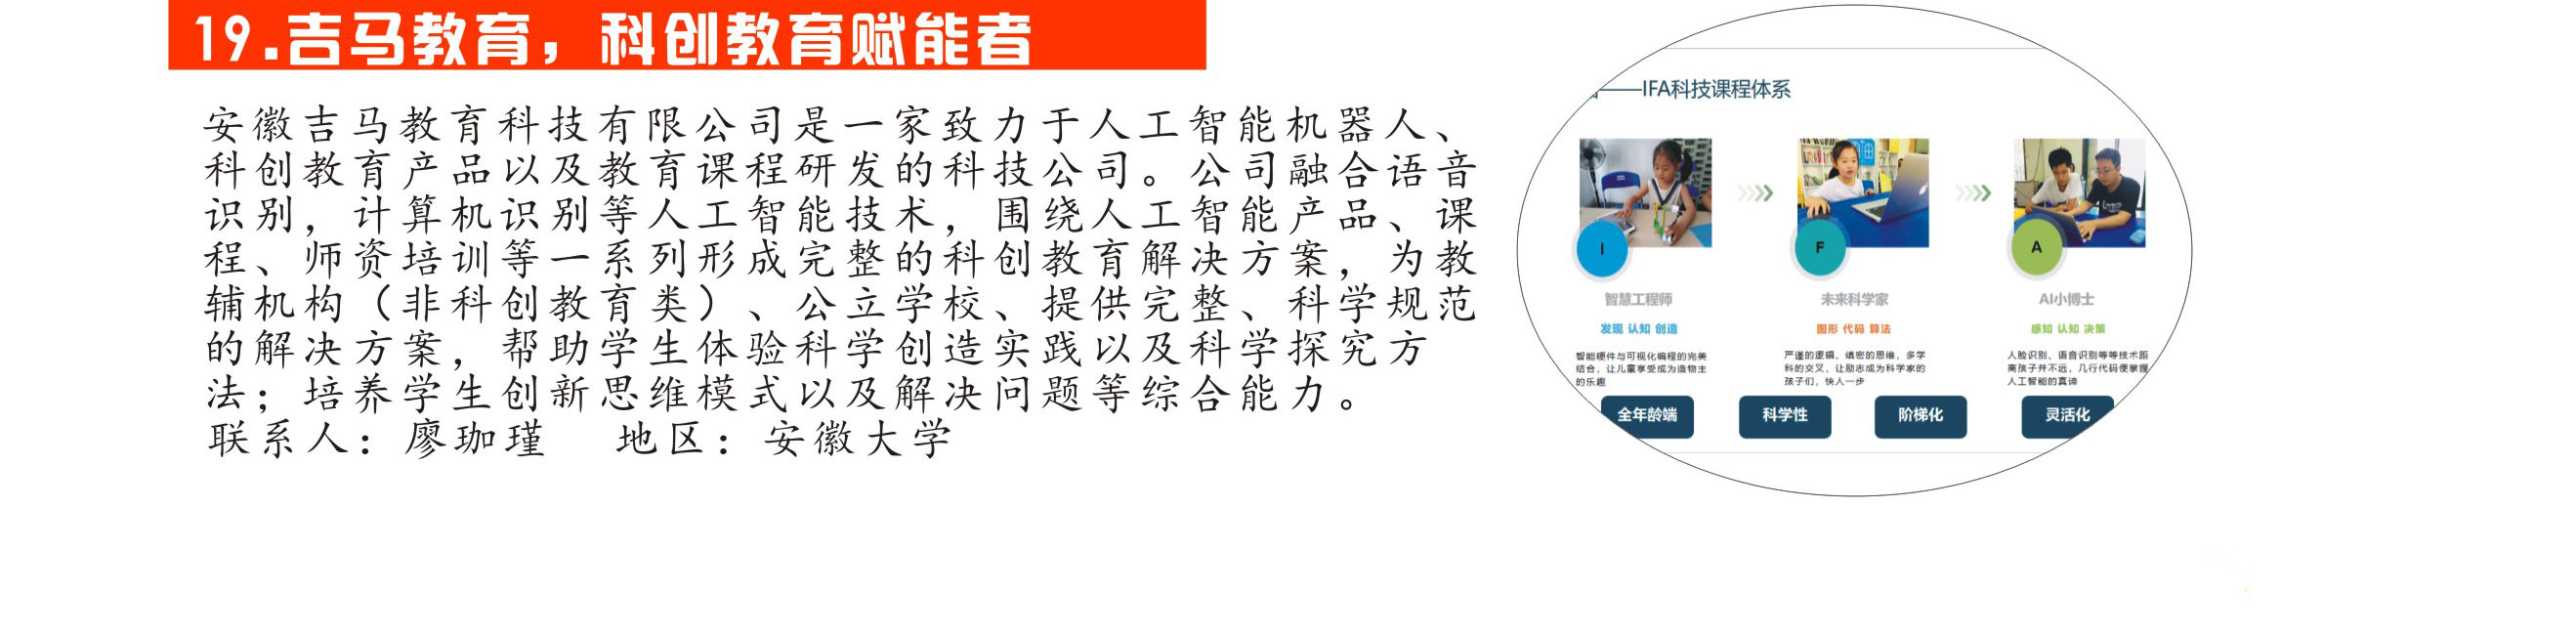 19.吉马教育，科创教育赋能者
安徽吉马教育科技有限公司是一家致力于人工智能机器人、
科创教育产品以及教育课程研发的科技公司。公司融合语音
识别，计算机识别等人工智能技术，围绕人工智能产品、课
程、师资培训等一系列形成完整的科创教育解决方案，为教
辅机构（非科创教育类）、公立学校、提供完整、科学规范
的解决方案，帮助学生体验科学创造实践以及科学探究方
法；培养学生创新思维模式以及解决问题等综合能力。
联系人：廖珈瑾 地区：安徽大学
——IFA科技课程体系
I
F
A
智慧工程师
未来科学家
AI小博士
发现 认知 创造
图形 代码 算法
感知 认知 决策
智能硬件与可视化编程的完美
结合，让儿童享受成为造物主
的乐趣
严谨的逻辑、缜密的思维，多学
科的交叉，让励志成为科学家的
孩子们，快人一步
人脸识别、语音识别等等技术距
离孩子并不远，几行代码便掌握
人工智能的真谛
全年龄端
科学性
阶梯化
灵活化